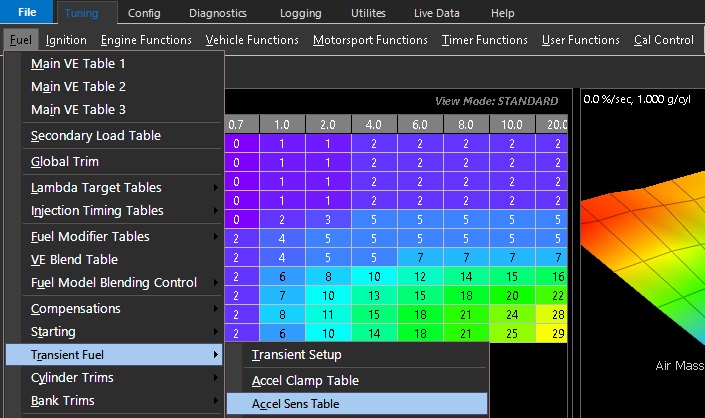 File Tuning Config Diagnostics Logging Utilites Live Data Help
Fuel Ignition Engine Functions Vehicle Functions Motorsport Functions Timer Functions User Functions Cal Control
Main VE Table 1
Main VE Table 2
Main VE Table 3
Secondary Load Table
Global Trim
Lambda Target Tables
Injection Timing Tables
Fuel Modifier Tables
VE Blend Table
Fuel Model Blending Control
Compensations
Starting
Transient Fuel
Cylinder Trims
Bank Trims
Transient Setup
Accel Clamp Table
Accel Sens Table
View Mode: STANDARD
0.7 1.0 2.0 4.0 6.0 8.0 10.0 20.0
0 1 1 2 2 2 2 2
0 1 1 2 2 2 2 2
0 1 1 2 2 2 2 2
0 2 3 5 5 5 5 5
2 4 5 5 5 5 5 5
2 4 5 5 7 7 7 7
2 6 8 10 12 14 15 16
2 7 10 13 15 18 20 22
2 8 11 15 18 21 24 28
2 6 10 14 18 21 25 29
0.0 %/sec, 1.000 g/cyl
Air Mass